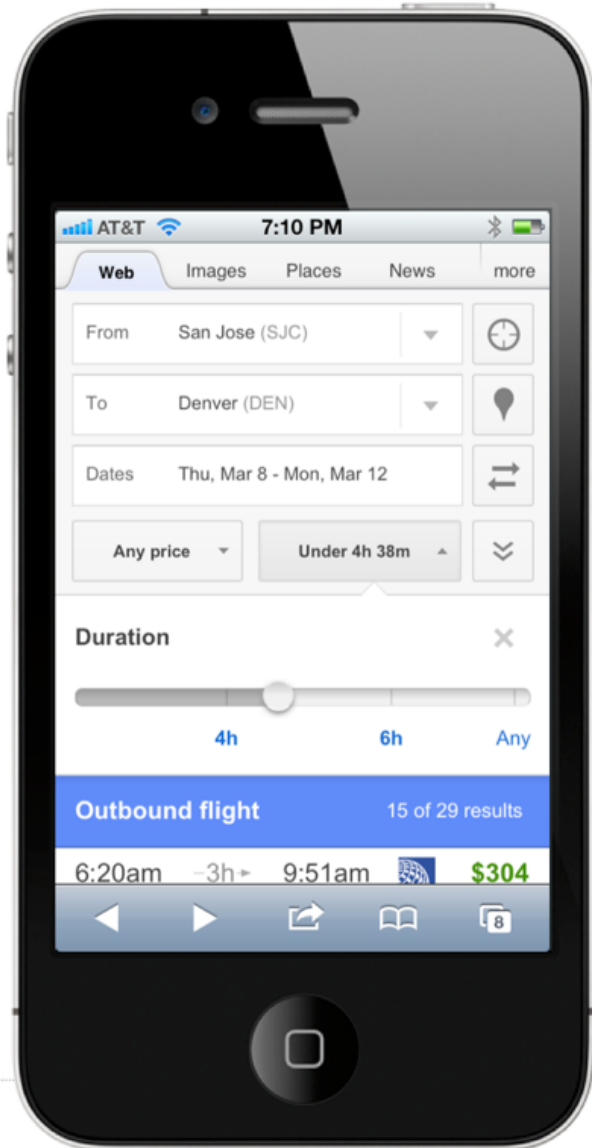 AT&T 7:10 PM
Web Images Places News more
From San Jose (SJC)
To Denver (DEN)
Dates Thu, Mar 8 - Mon, Mar 12
Any price Under 4h 38m
Duration
4h 6h Any
Outbound flight 15 of 29 results
6:20am 3h 9:51am $304
8